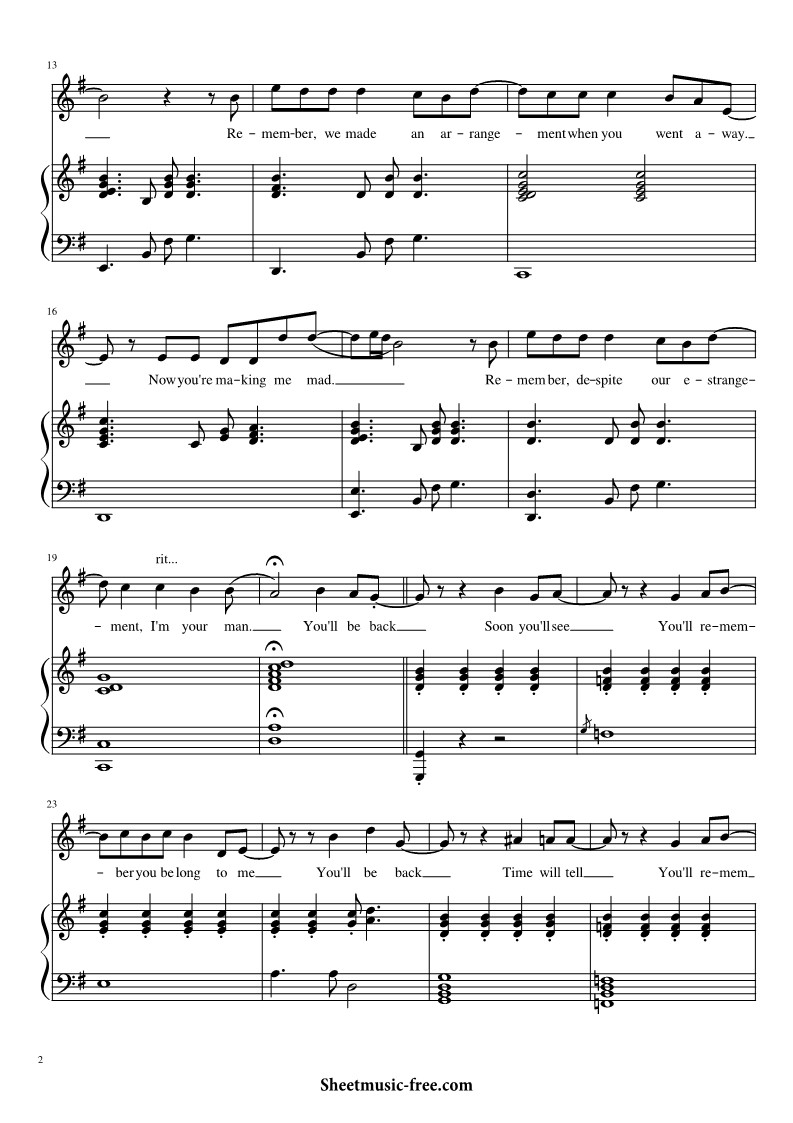 13
Re - mem-ber, we made an ar - range - ment when you went a - way.
16
Now you're ma - king me mad. Re - mem ber, de - spite our e - strange -
19
rit...
- ment, I'm your man. You'll be back Soon you'll see You'll re - mem -
23
- ber you be long to me You'll be back Time will tell You'll re - mem
2
Sheetmusic-free.com